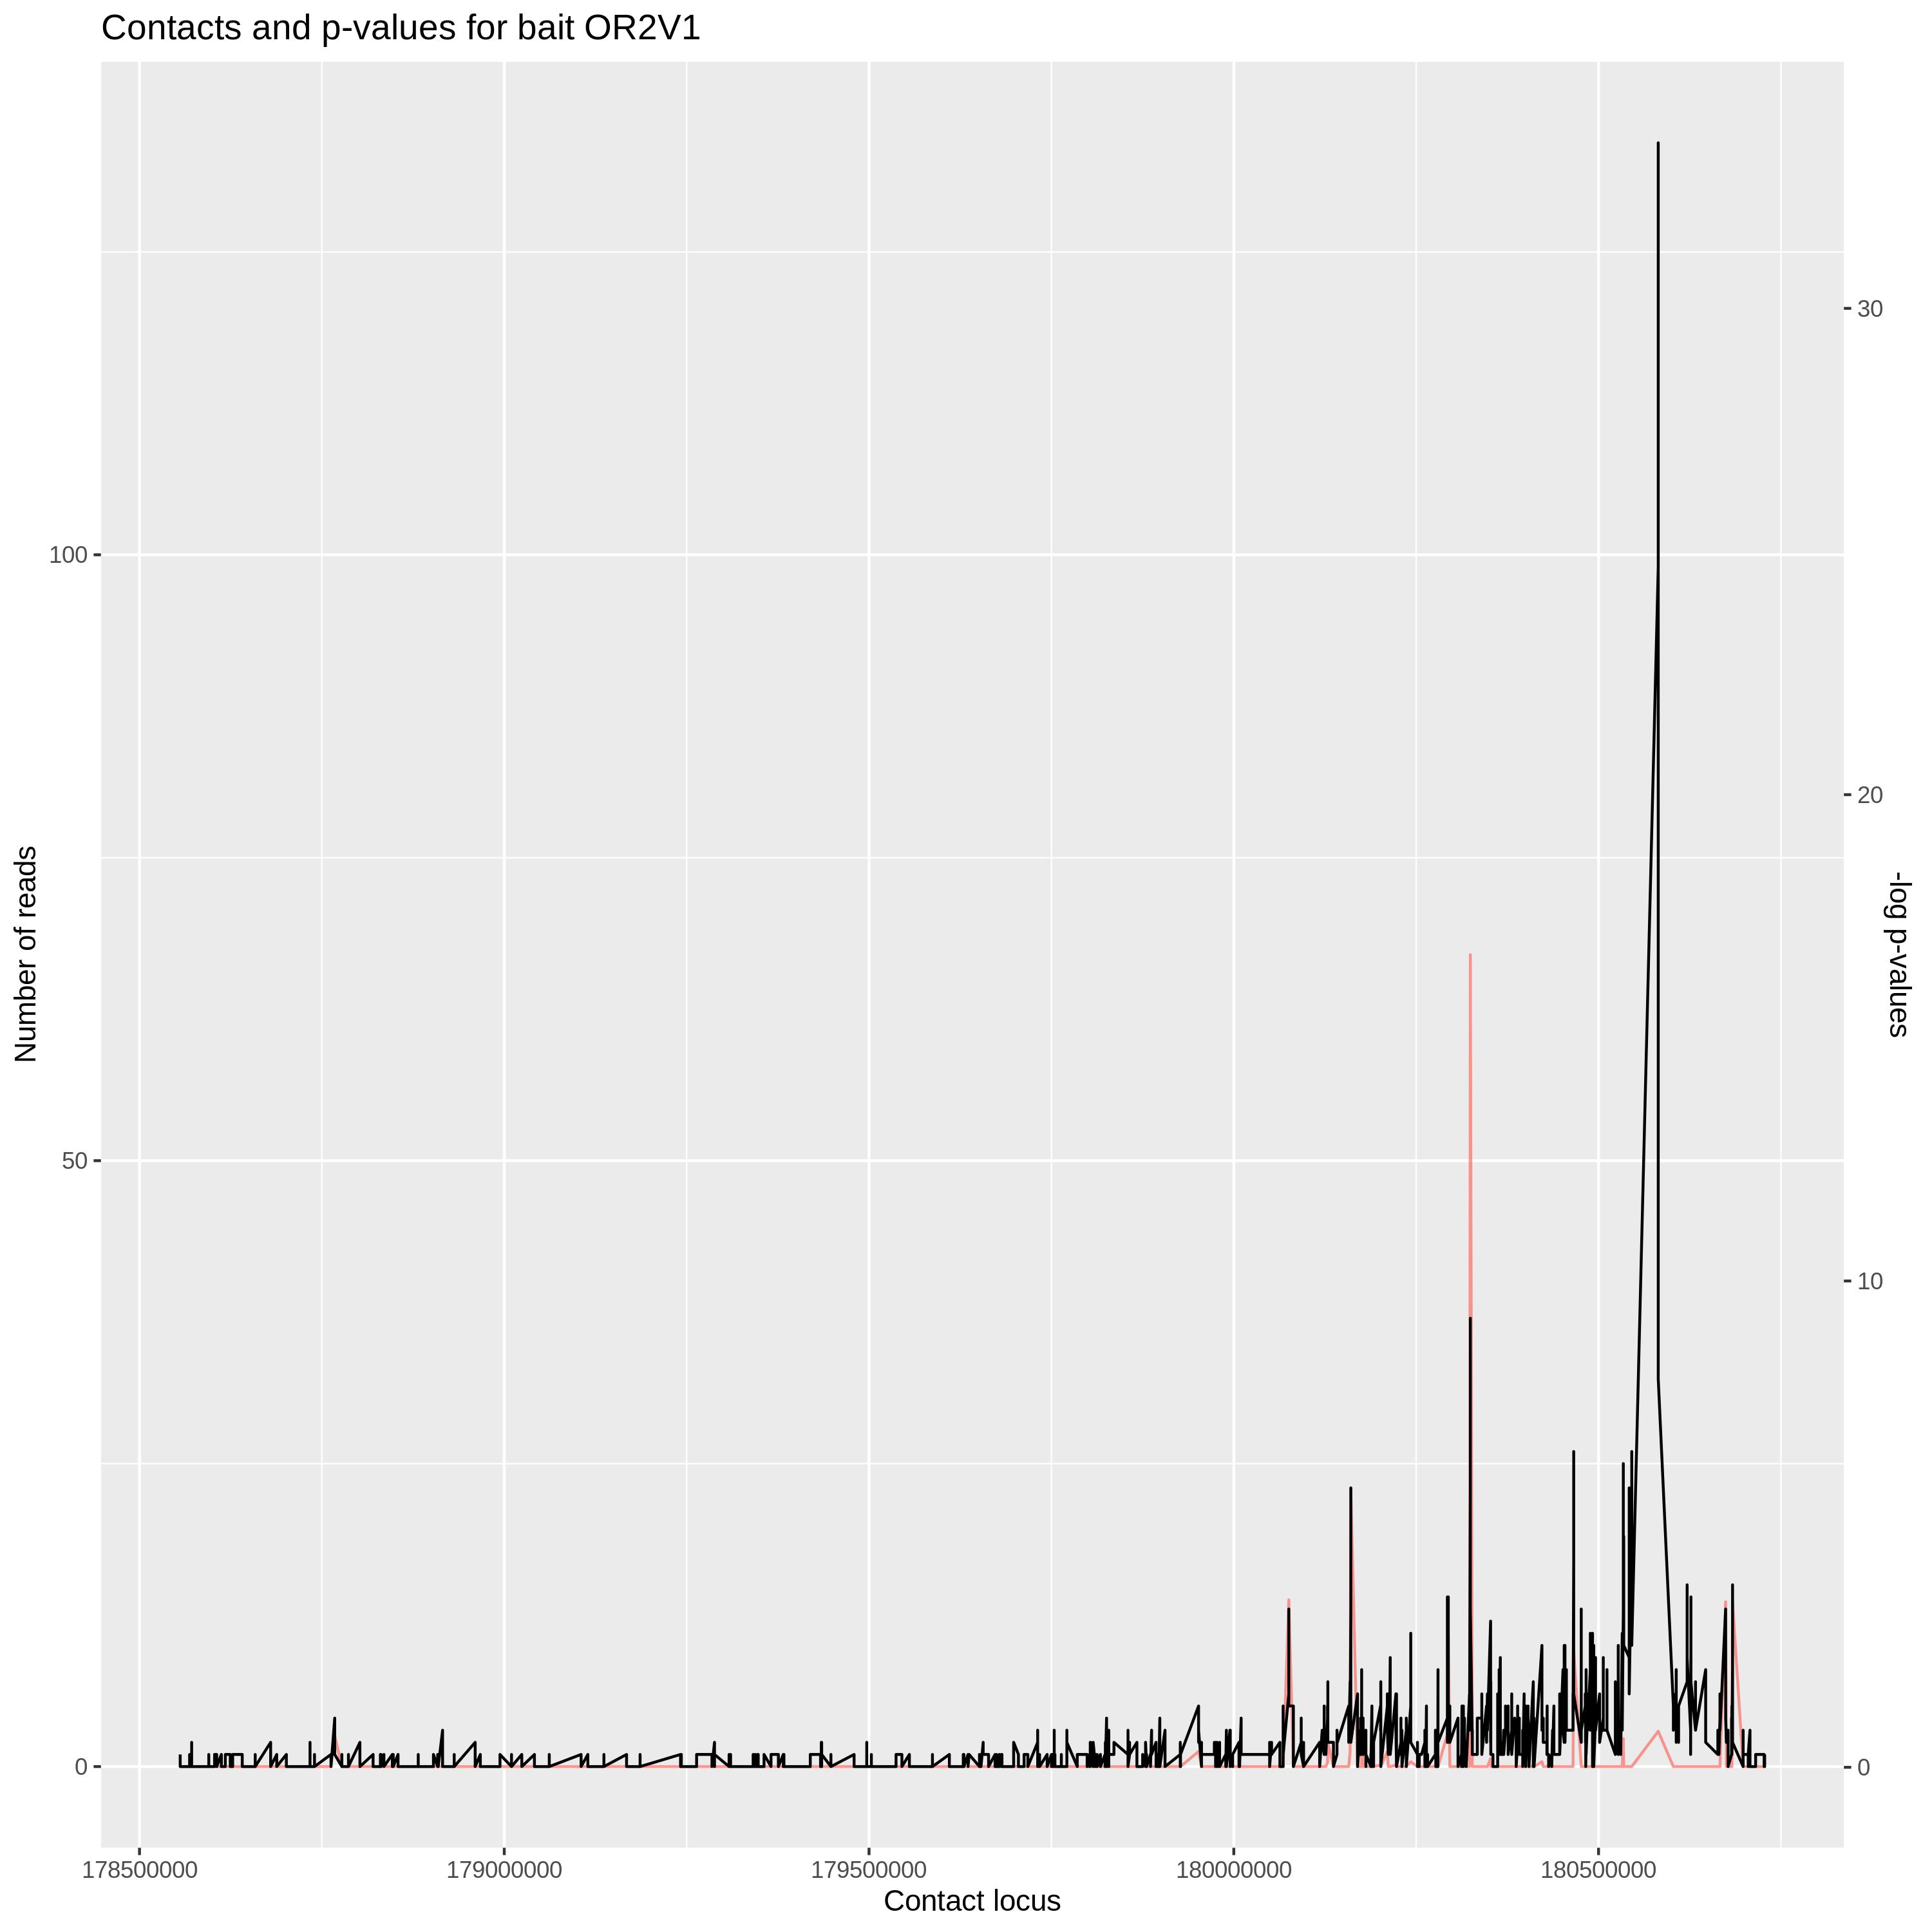 Contacts and p-values for bait OR2V1
Number of reads
100
50
0
30
20
10
0
-log p-values
178500000 179000000 179500000 180000000 180500000
Contact locus